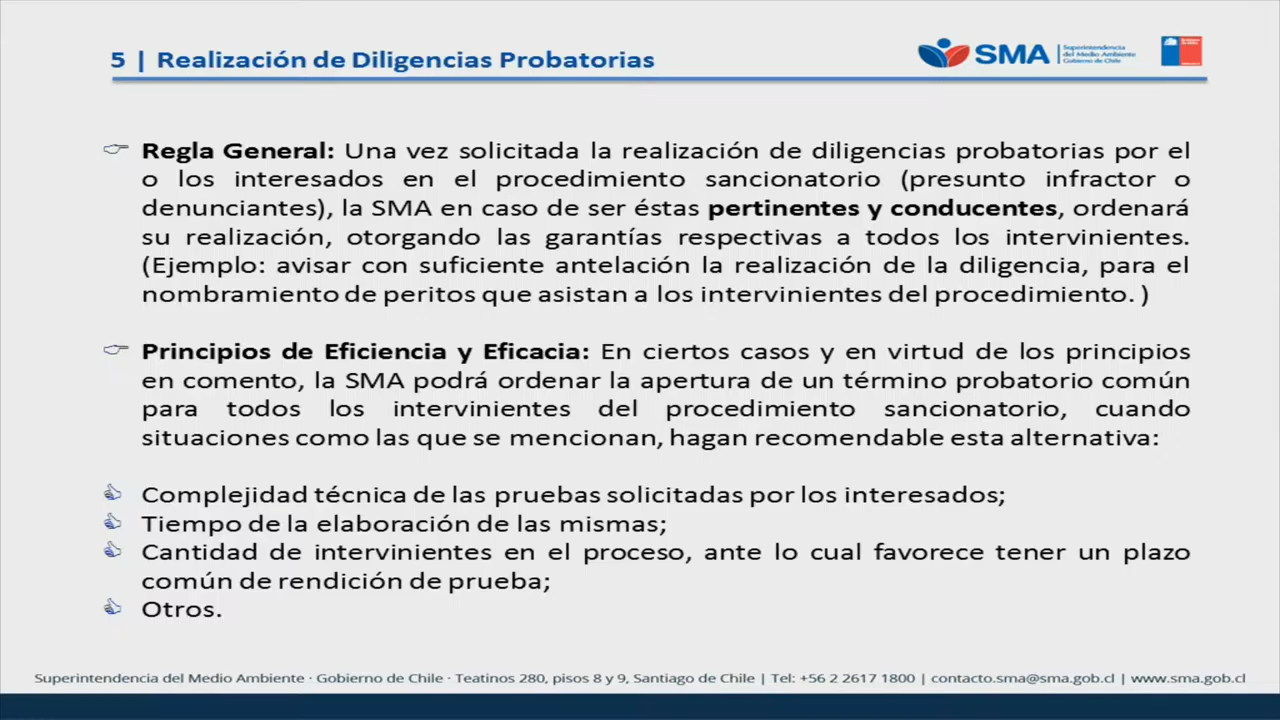 5 | Realización de Diligencias Probatorias
SMA
Superintendencia
del Medio Ambiente
Gobierno de Chile
Regla General: Una vez solicitada la realización de diligencias probatorias por el
o los interesados en el procedimiento sancionatorio (presunto infractor o
denunciantes), la SMA en caso de ser éstas pertinentes y conducentes, ordenará
su realización, otorgando las garantías respectivas a todos los intervinientes.
(Ejemplo: avisar con suficiente antelación la realización de la diligencia, para el
nombramiento de peritos que asistan a los intervinientes del procedimiento. )
Principios de Eficiencia y Eficacia: En ciertos casos y en virtud de los principios
en comento, la SMA podrá ordenar la apertura de un término probatorio común
para todos los intervinientes del procedimiento sancionatorio, cuando
situaciones como las que se mencionan, hagan recomendable esta alternativa:
Complejidad técnica de las pruebas solicitadas por los interesados;
Tiempo de la elaboración de las mismas;
Cantidad de intervinientes en el proceso, ante lo cual favorece tener un plazo
común de rendición de prueba;
Otros.
Superintendencia del Medio Ambiente · Gobierno de Chile · Teatinos 280, pisos 8 y 9, Santiago de Chile | Tel: +56 2 2617 1800 | contacto.sma@sma.gob.cl | www.sma.gob.cl